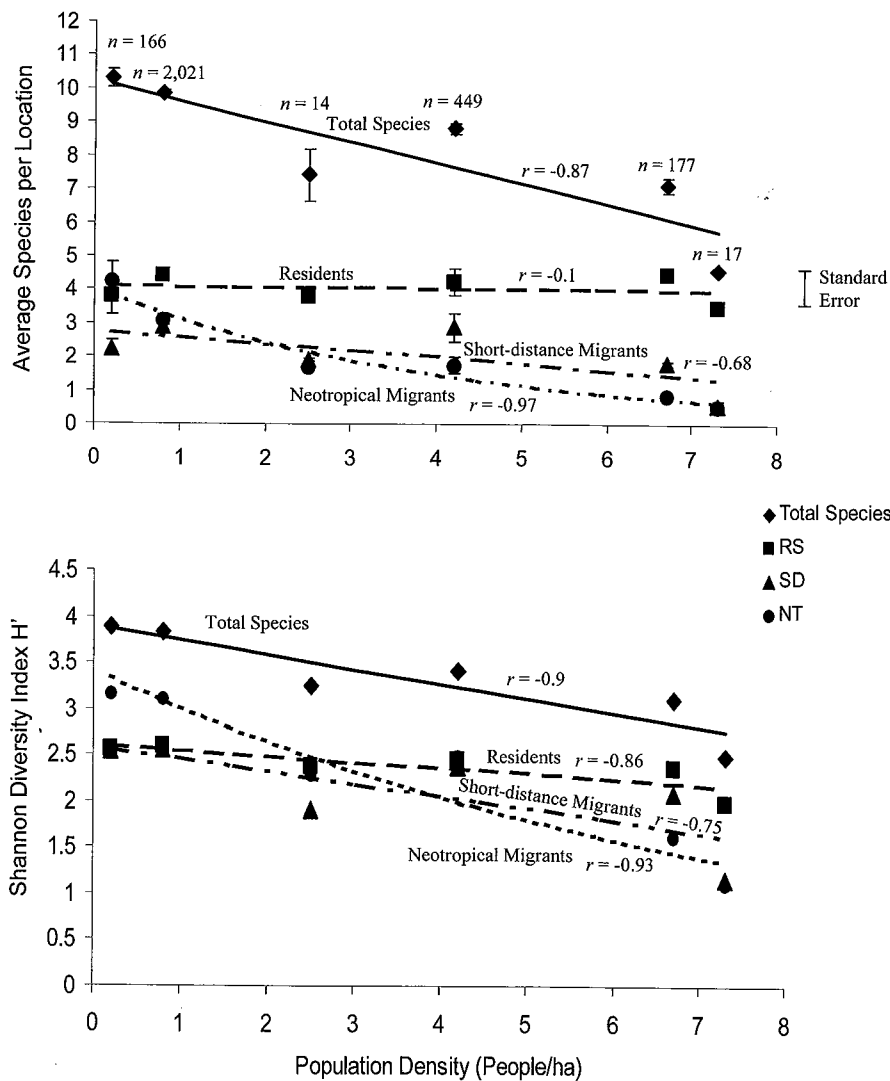 12
11
10
9
8
7
6
5
4
3
2
1
0
Average Species per Location
n = 166
n = 2,021
n = 14
n = 449
n = 177
n = 17
Total Species
r = -0.87
Residents
r = -0.1
Standard
Error
Short-distance Migrants
r = -0.68
Neotropical Migrants
r = -0.97
0 1 2 3 4 5 6 7 8
Total Species
RS
SD
NT
4.5
4
3.5
3
2.5
2
1.5
1
0.5
0
Shannon Diversity Index H'
Total Species
r = -0.9
Residents
r = -0.86
Short-distance Migrants
r = -0.75
Neotropical Migrants
r = -0.93
0 1 2 3 4 5 6 7 8
Population Density (People/ha)